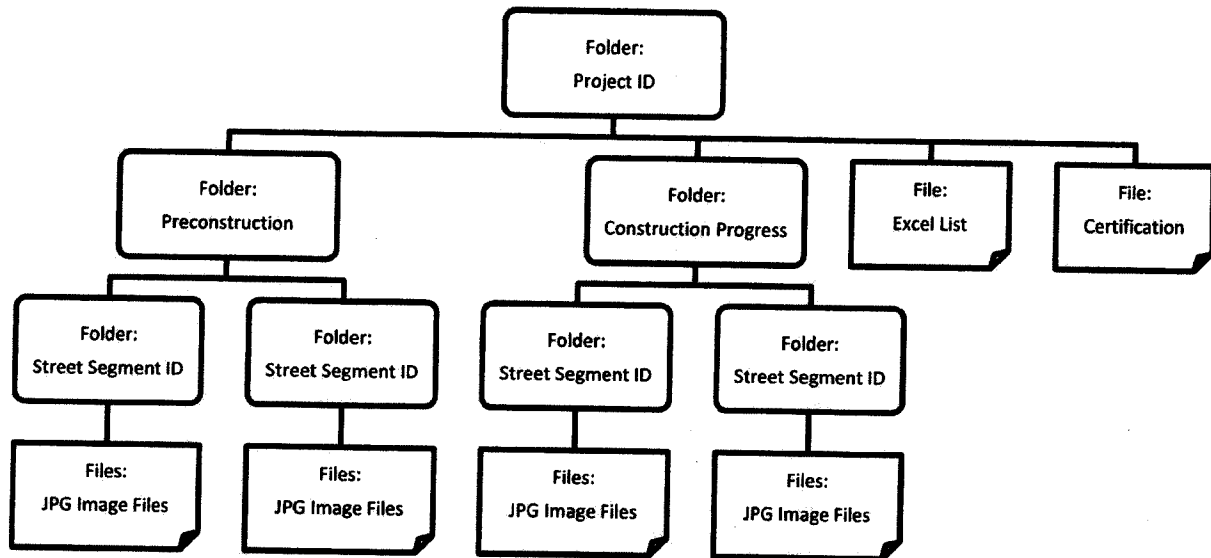 Folder:
Project ID
Folder:
Preconstruction
Folder:
Construction Progress
File:
Excel List
File:
Certification
Folder:
Street Segment ID
Folder:
Street Segment ID
Folder:
Street Segment ID
Folder:
Street Segment ID
Files:
JPG Image Files
Files:
JPG Image Files
Files:
JPG Image Files
Files:
JPG Image Files